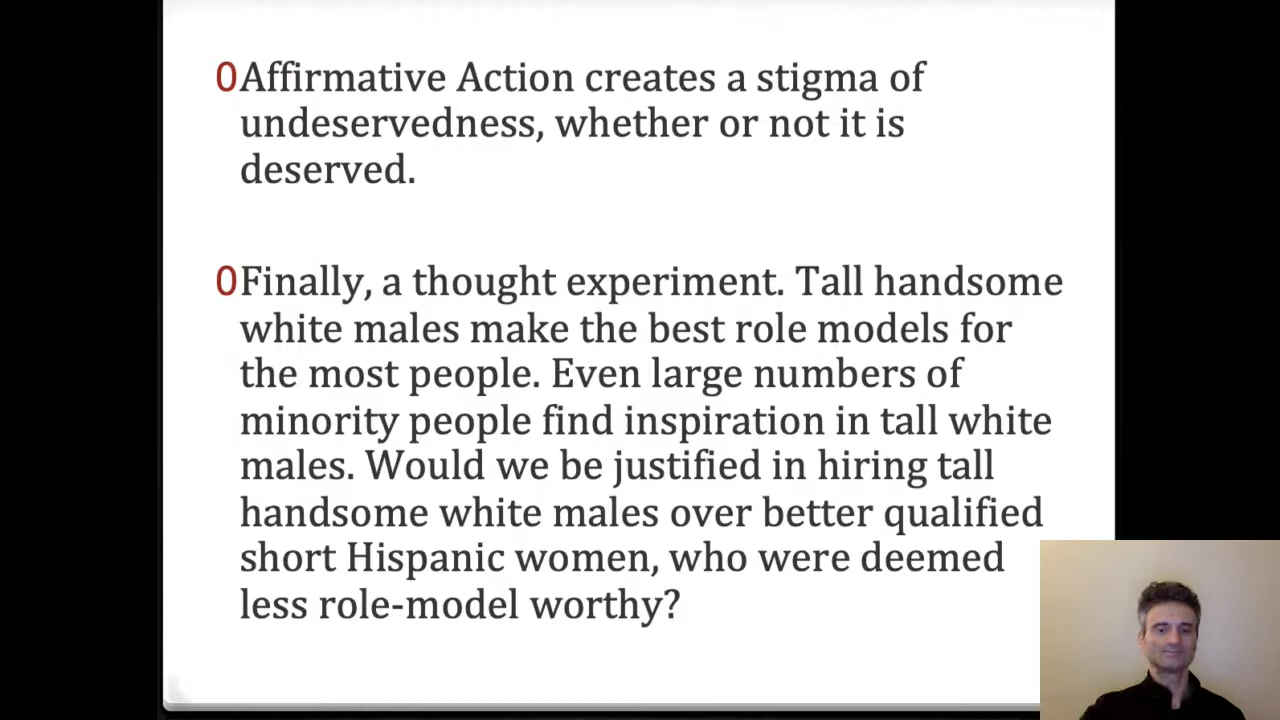 Affirmative Action creates a stigma of
undeservedness, whether or not it is
deserved.
Finally, a thought experiment. Tall handsome
white males make the best role models for
the most people. Even large numbers of
minority people find inspiration in tall white
males. Would we be justified in hiring tall
handsome white males over better qualified
short Hispanic women, who were deemed
less role-model worthy?